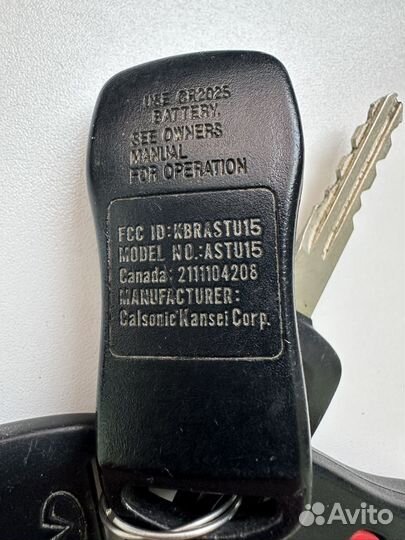 USE CR2025
BATTERY.
SEE OWNERS
MANUAL
FOR OPERATION
FCC ID:KBRASTU15
MODEL NO.:ASTU15
Canada: 2111104208
MANUFACTURER:
Calsonic Kansei Corp.
Avito